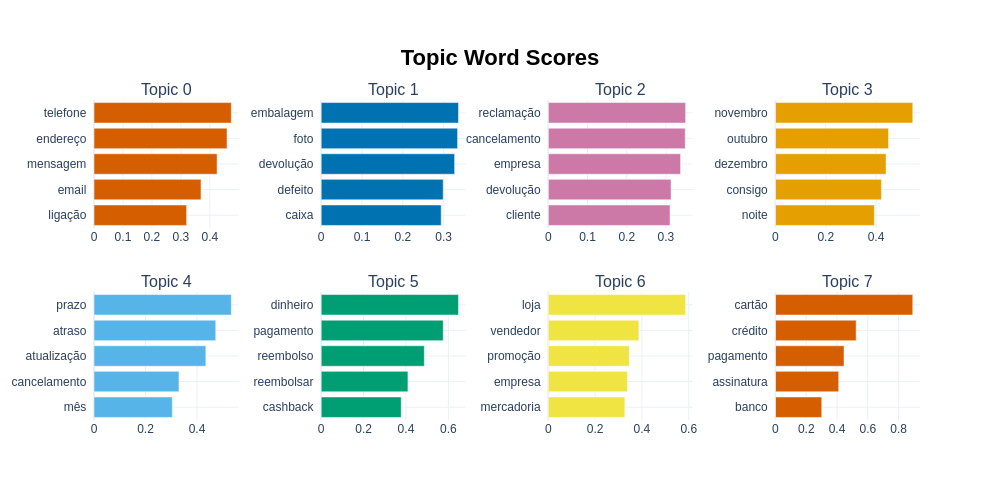 Topic Word Scores
Topic 0
telefone
endereço
mensagem
email
ligação
0 0.1 0.2 0.3 0.4
Topic 1
embalagem
foto
devolução
defeito
caixa
0 0.1 0.2 0.3
Topic 2
reclamação
cancelamento
empresa
devolução
cliente
0 0.1 0.2 0.3
Topic 3
novembro
outubro
dezembro
consigo
noite
0 0.2 0.4
Topic 4
prazo
atraso
atualização
cancelamento
mês
0 0.2 0.4
Topic 5
dinheiro
pagamento
reembolso
reembolsar
cashback
0 0.2 0.4 0.6
Topic 6
loja
vendedor
promoção
empresa
mercadoria
0 0.2 0.4 0.6
Topic 7
cartão
crédito
pagamento
assinatura
banco
0 0.2 0.4 0.6 0.8